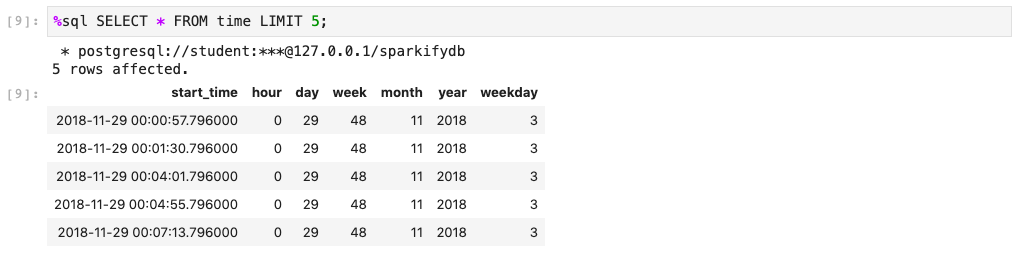 [9]: %sql SELECT * FROM time LIMIT 5;
* postgresql://student:***@127.0.0.1/sparkifydb
5 rows affected.
[9]: start_time hour day week month year weekday
2018-11-29 00:00:57.796000 0 29 48 11 2018 3
2018-11-29 00:01:30.796000 0 29 48 11 2018 3
2018-11-29 00:04:01.796000 0 29 48 11 2018 3
2018-11-29 00:04:55.796000 0 29 48 11 2018 3
2018-11-29 00:07:13.796000 0 29 48 11 2018 3